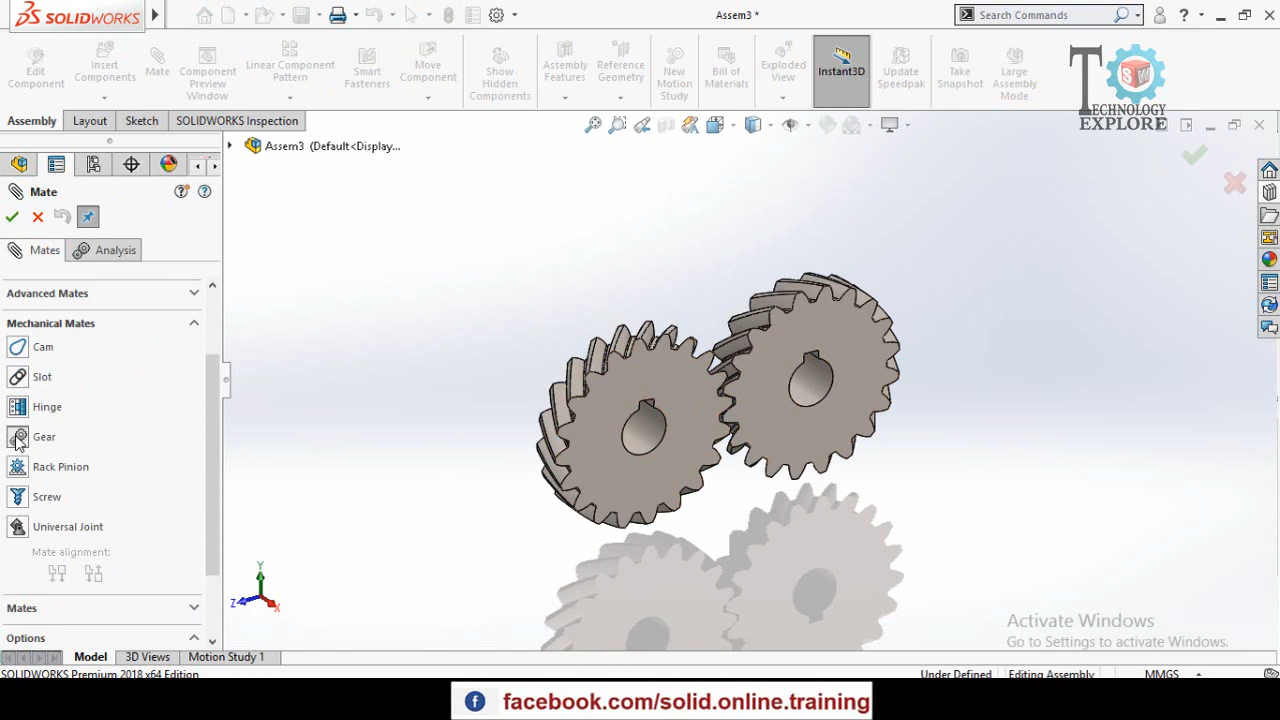 SOLIDWORKS
Assem3 *
Search Commands
?
Edit Component
Insert Components
Mate
Component Preview Window
Linear Component Pattern
Smart Fasteners
Move Component
Show Hidden Components
Assembly Features
Reference Geometry
New Motion Study
Bill of Materials
Exploded View
Instant3D
Update Speedpak
Take Snapshot
Large Assembly Mode
TECHNOLOGY
EXPLORE
SW
Assembly Layout Sketch SOLIDWORKS Inspection
Assem3 (Default<Display...
Mate
Mates Analysis
Advanced Mates
Mechanical Mates
Cam
Slot
Hinge
Gear
Rack Pinion
Screw
Universal Joint
Mate alignment:
Mates
Options
Y
Z
X
Activate Windows
Go to Settings to activate Windows.
Model 3D Views Motion Study 1
SOLIDWORKS Premium 2018 x64 Edition
Under Defined Editing Assembly MMGS
f facebook.com/solid.online.training